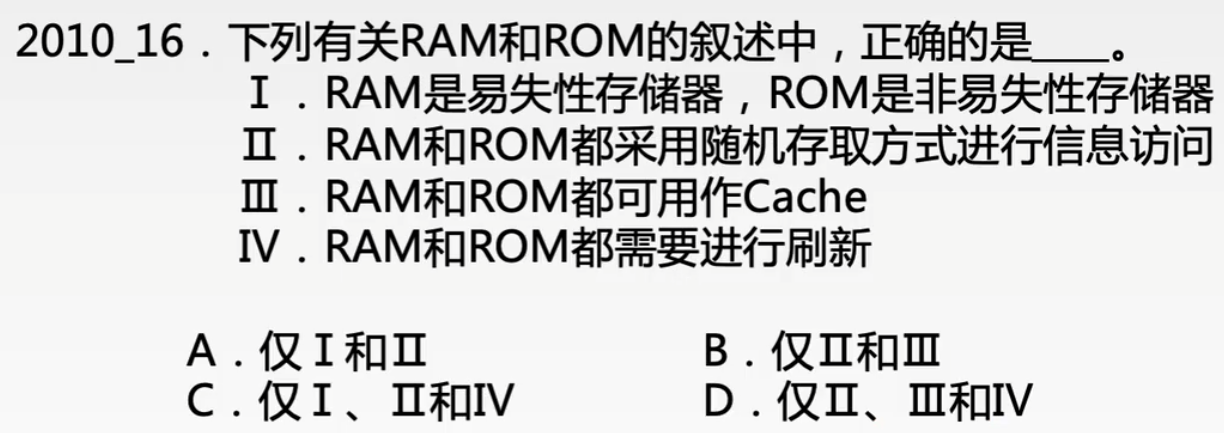 2010_16．下列有关RAM和ROM的叙述中，正确的是____。
Ⅰ．RAM是易失性存储器，ROM是非易失性存储器
Ⅱ．RAM和ROM都采用随机存取方式进行信息访问
Ⅲ．RAM和ROM都可用作Cache
Ⅳ．RAM和ROM都需要进行刷新
A．仅Ⅰ和Ⅱ B．仅Ⅱ和Ⅲ
C．仅Ⅰ、Ⅱ和Ⅳ D．仅Ⅱ、Ⅲ和Ⅳ